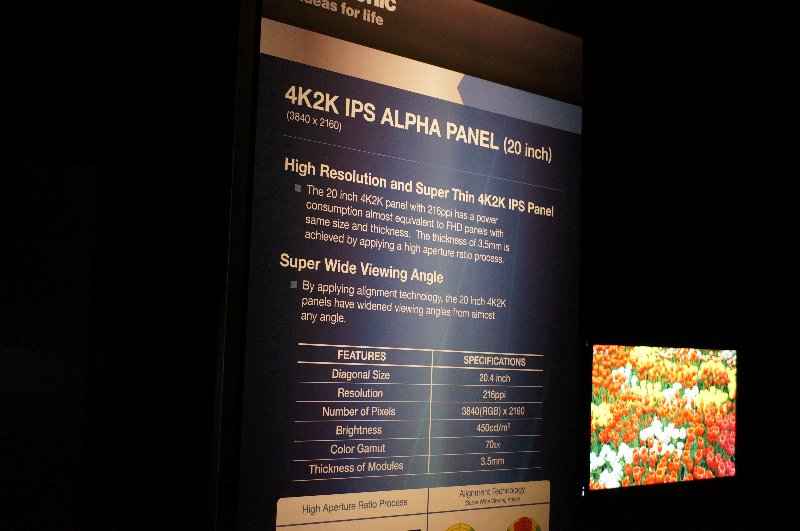 ideas for life
4K2K IPS ALPHA PANEL (20 inch)
(3840 x 2160)
High Resolution and Super Thin 4K2K IPS Panel
The 20 inch 4K2K panel with 216ppi has a power
consumption almost equivalent to FHD panels with
same size and thickness. The thickness of 3.5mm is
achieved by applying a high aperture ratio process.
Super Wide Viewing Angle
By applying alignment technology, the 20 inch 4K2K
panels have widened viewing angles from almost
any angle.
FEATURES SPECIFICATIONS
Diagonal Size 20.4 inch
Resolution 216ppi
Number of Pixels 3840(RGB) x 2160
Brightness 450cd/m²
Color Gamut 70%
Thickness of Modules 3.5mm
High Aperture Ratio Process Alignment Technology
(Super Wide Viewing Angle)